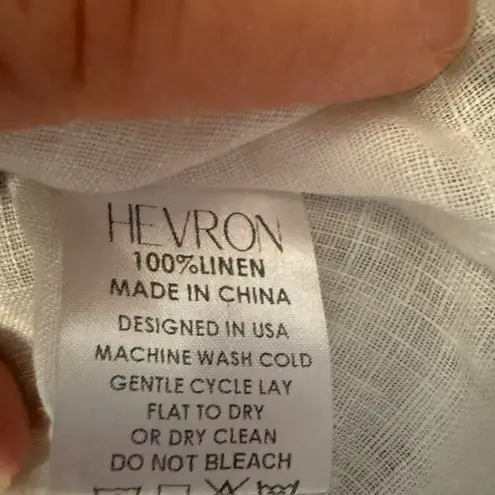 HEVRON
100%LINEN
MADE IN CHINA
DESIGNED IN USA
MACHINE WASH COLD
GENTLE CYCLE LAY
FLAT TO DRY
OR DRY CLEAN
DO NOT BLEACH